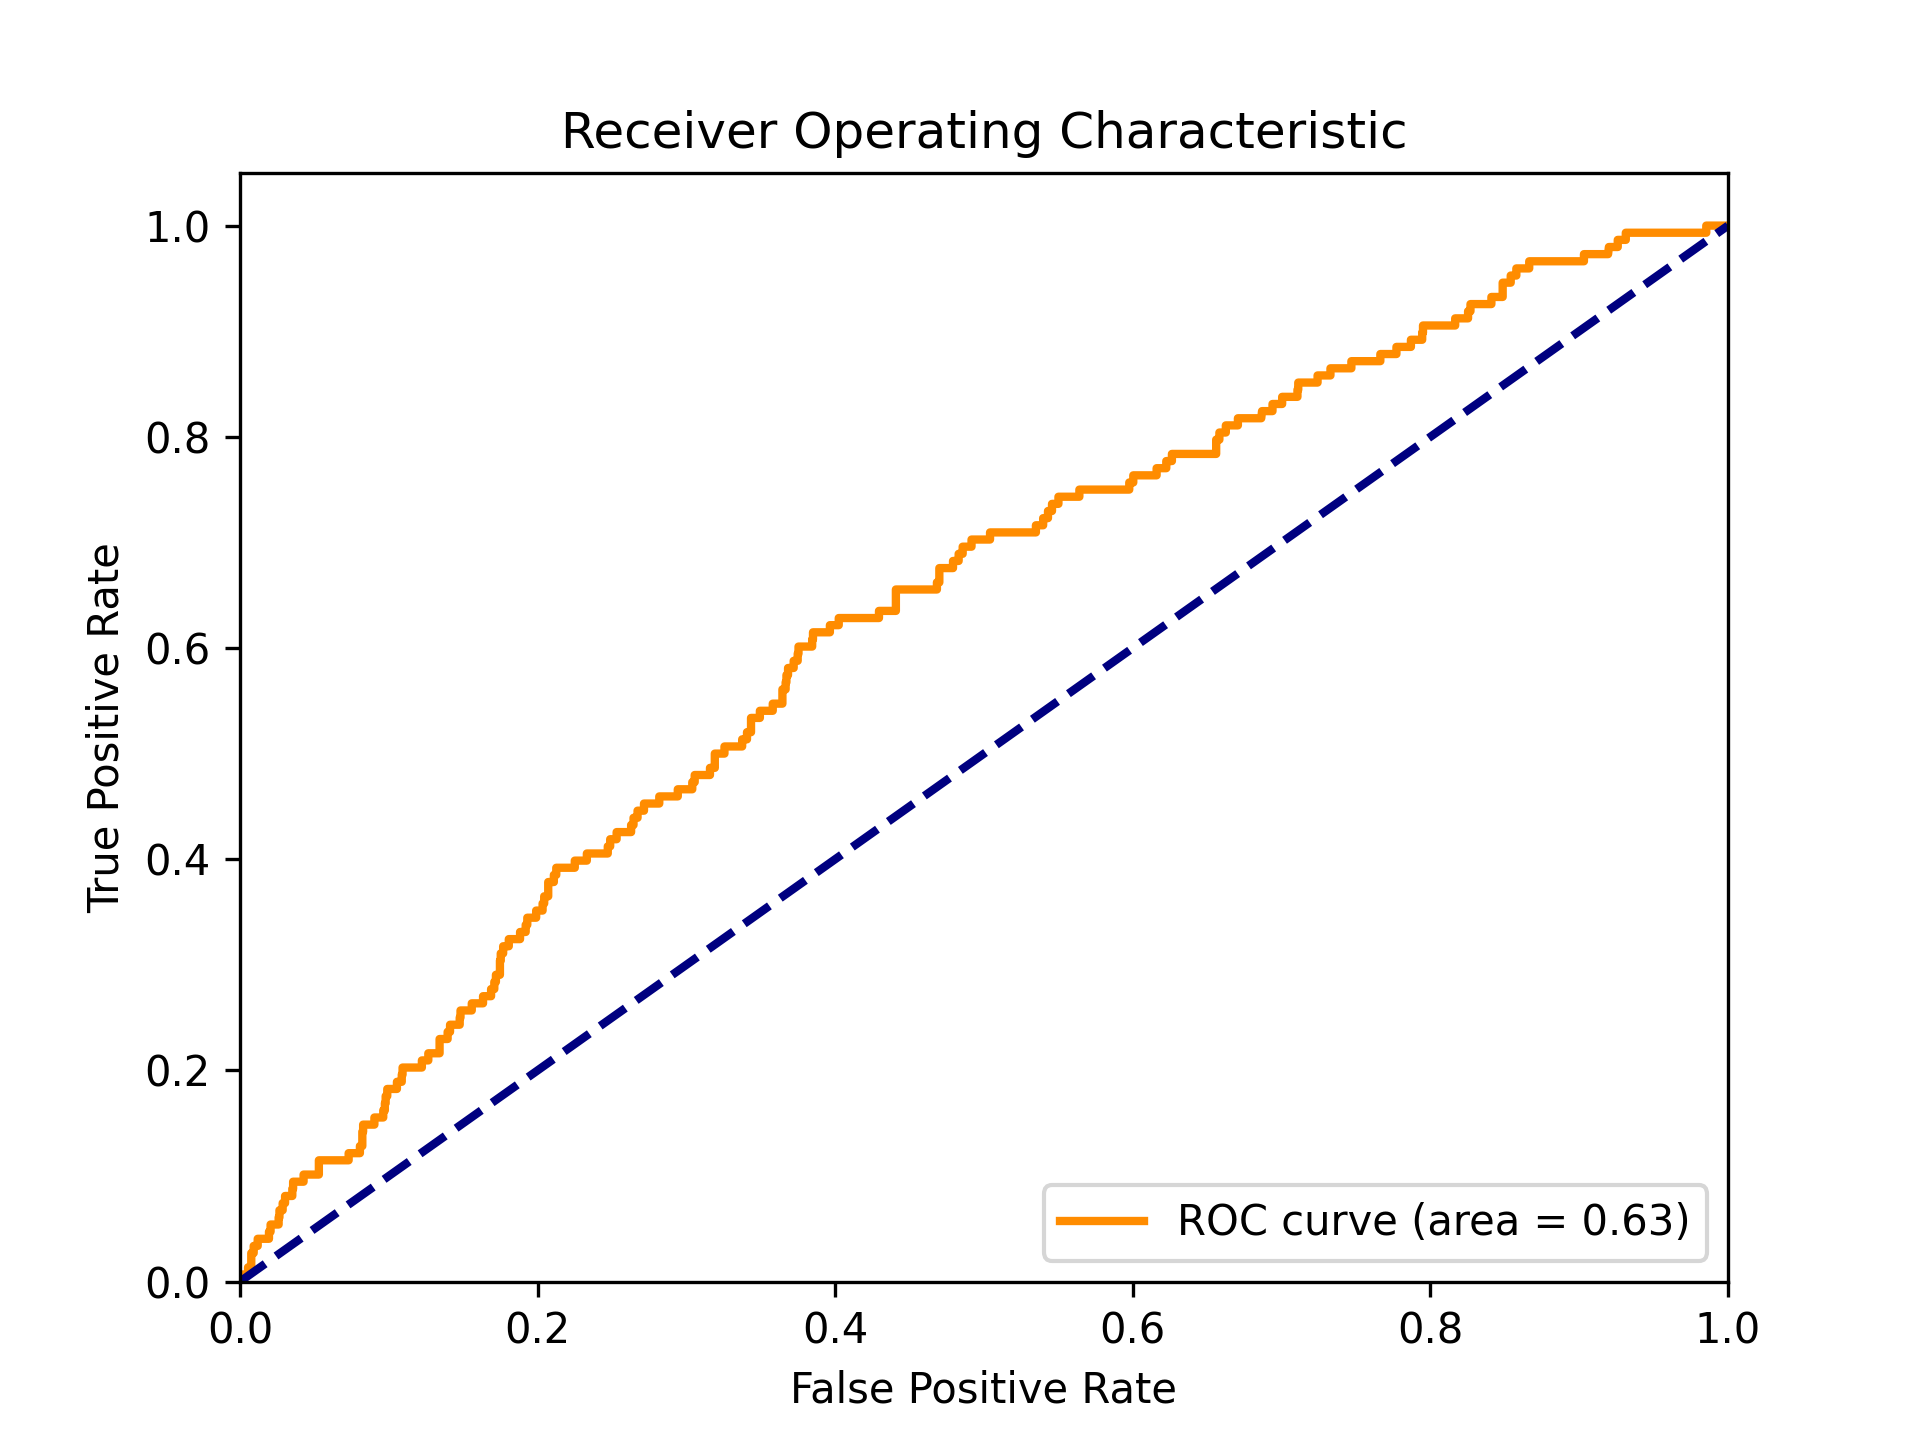 Receiver Operating Characteristic
1.0
0.8
0.6
0.4
0.2
0.0
True Positive Rate
ROC curve (area = 0.63)
0.0 0.2 0.4 0.6 0.8 1.0
False Positive Rate